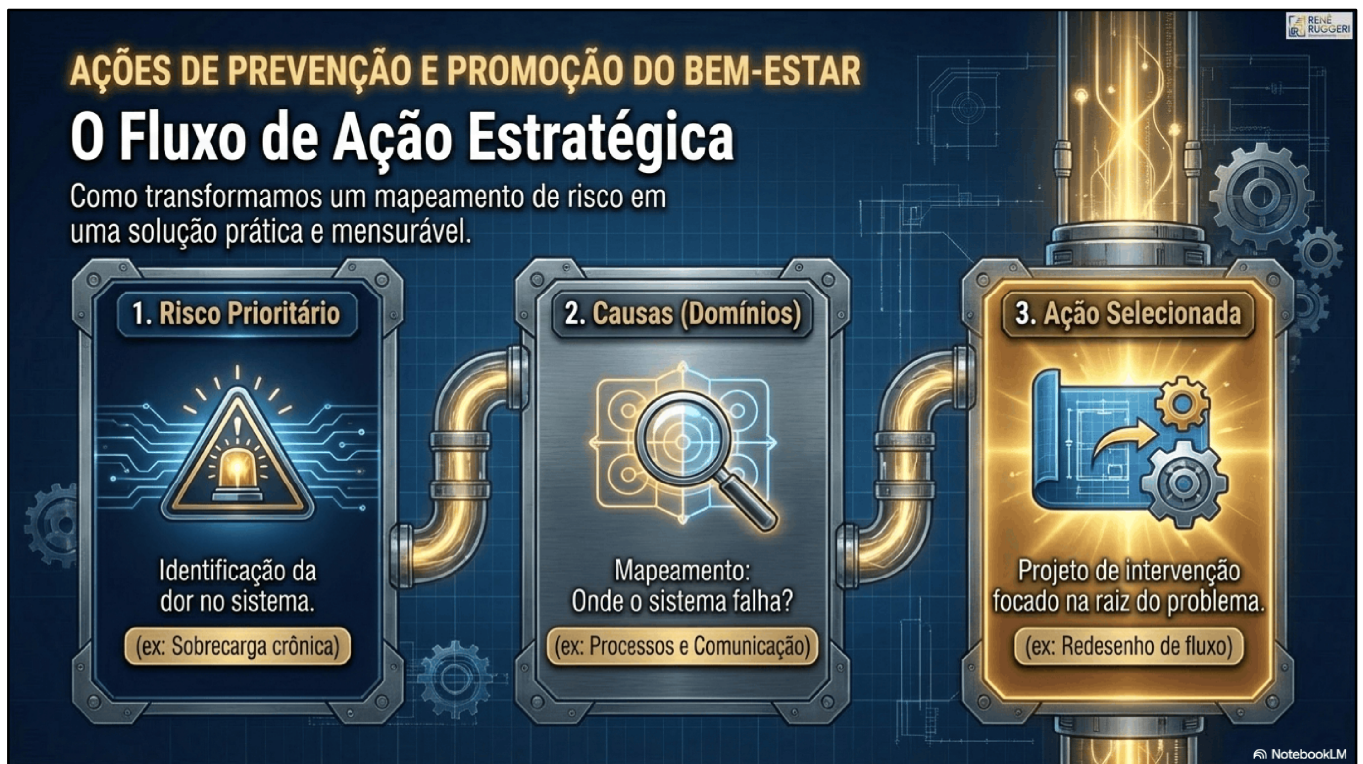 RENÊ
RUGGERI
AÇÕES DE PREVENÇÃO E PROMOÇÃO DO BEM-ESTAR
O Fluxo de Ação Estratégica
Como transformamos um mapeamento de risco em
uma solução prática e mensurável.
1. Risco Prioritário
Identificação da
dor no sistema.
(ex: Sobrecarga crônica)
2. Causas (Domínios)
Mapeamento:
Onde o sistema falha?
(ex: Processos e Comunicação)
3. Ação Selecionada
Projeto de intervenção
focado na raiz do problema.
(ex: Redesenho de fluxo)
NotebookLM